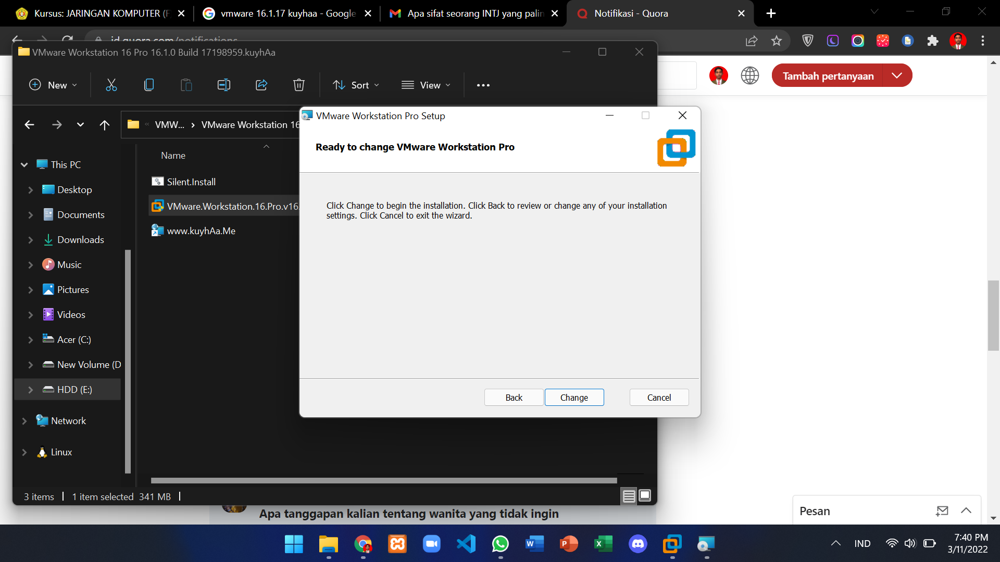 Kursus: JARINGAN KOMPUTER (F
vmware 16.1.17 kuyhaa - Google
Apa sifat seorang INTJ yang palin
Notifikasi - Quora
id.quora.com/notifications
VMware Workstation 16 Pro 16.1.0 Build 17198959.kuyhAa
New
Sort
View
Tambah pertanyaan
VMW...
VMware Workstation 16
VMware Workstation Pro Setup
Ready to change VMware Workstation Pro
Click Change to begin the installation. Click Back to review or change any of your installation
settings. Click Cancel to exit the wizard.
Back
Change
Cancel
Name
Silent.Install
VMware.Workstation.16.Pro.v16.
www.kuyhAa.Me
This PC
Desktop
Documents
Downloads
Music
Pictures
Videos
Acer (C:)
New Volume (D
HDD (E:)
Network
Linux
3 items
1 item selected 341 MB
Apa tanggapan kalian tentang wanita yang tidak ingin
Pesan
IND
7:40 PM
3/11/2022